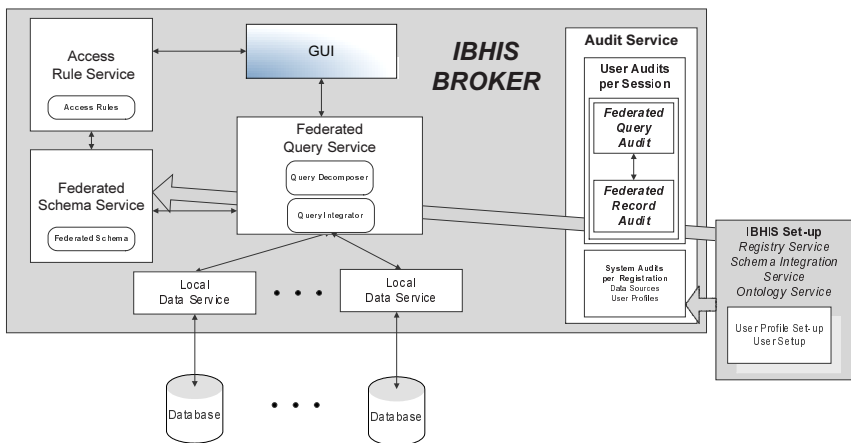 Access
Rule Service
Access Rules
GUI
IBHIS
BROKER
Audit Service
User Audits
per Session
Federated
Query
Audit
Federated
Record
Audit
Federated
Query Service
Query Decomposer
Query Integrator
Federated
Schema Service
Federated Schema
Local
Data Service
• • •
Local
Data Service
System Audits
per Registration
Data Sources
User Profiles
IBHIS Set-up
Registry Service
Schema Integration
Service
Ontology Service
User Profile Set-up
User Setup
Database
• • •
Database